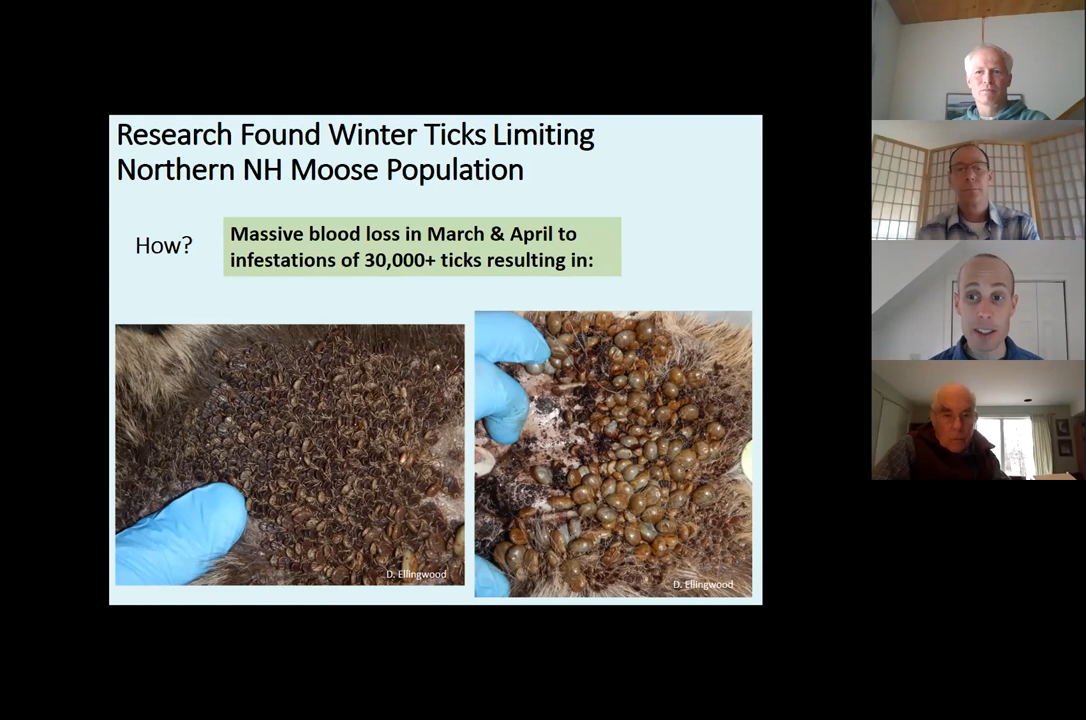 Research Found Winter Ticks Limiting
Northern NH Moose Population
How?
Massive blood loss in March & April to
infestations of 30,000+ ticks resulting in:
D. Ellingwood
D. Ellingwood